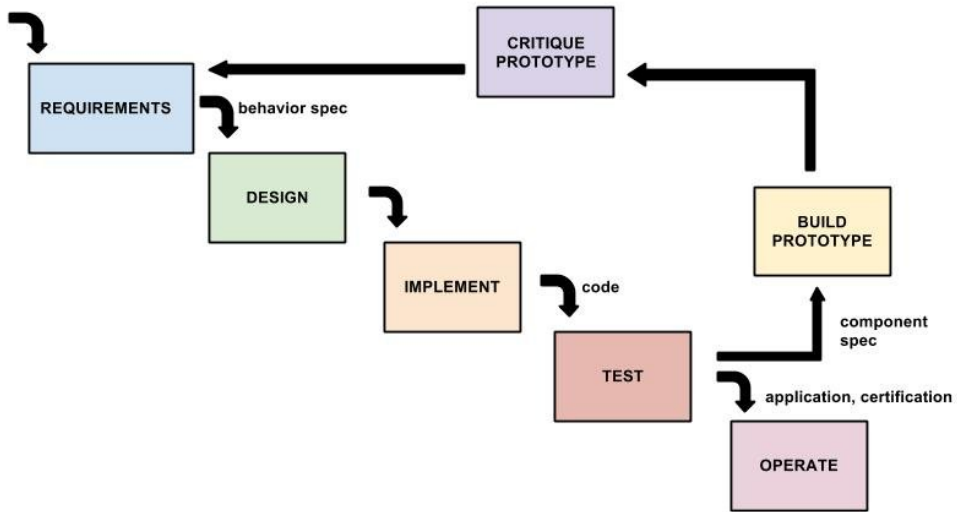 CRITIQUE
PROTOTYPE
REQUIREMENTS
behavior spec
DESIGN
BUILD
PROTOTYPE
IMPLEMENT
code
component
spec
TEST
application, certification
OPERATE